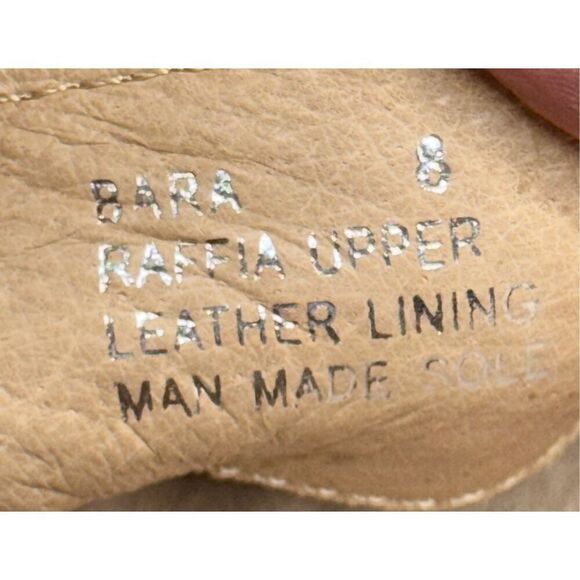 BARA 8
RAFFIA UPPER
LEATHER LINING
MAN MADE SOLE